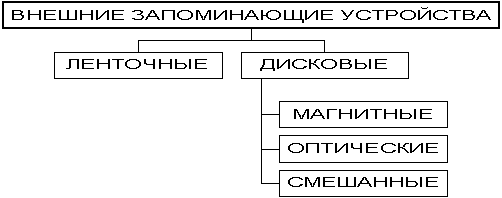 ВНЕШНИЕ ЗАПОМИНАЮЩИЕ УСТРОЙСТВА
ЛЕНТОЧНЫЕ
ДИСКОВЫЕ
МАГНИТНЫЕ
ОПТИЧЕСКИЕ
СМЕШАННЫЕ